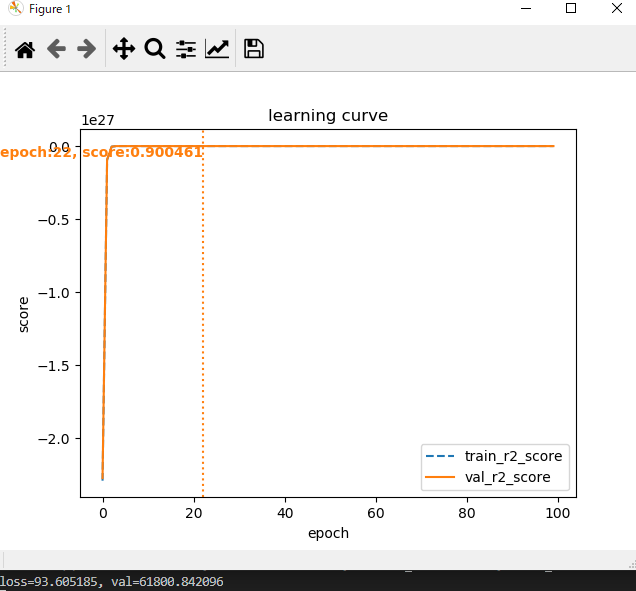 Figure 1
learning curve
1e27
0.0
epoch:22, score:0.900461
−0.5
−1.0
−1.5
−2.0
score
0 20 40 60 80 100
epoch
train_r2_score
val_r2_score
loss=93.605185, val=61800.842096